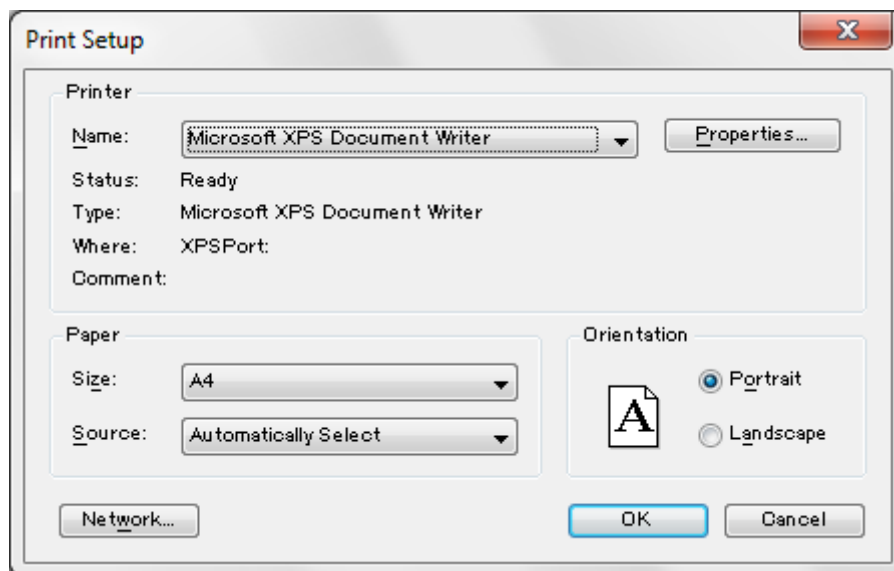 Print Setup
Printer
Name: Microsoft XPS Document Writer Properties...
Status: Ready
Type: Microsoft XPS Document Writer
Where: XPSPort:
Comment:
Paper
Size: A4
Source: Automatically Select
Orientation
A
Portrait
Landscape
Network... OK Cancel